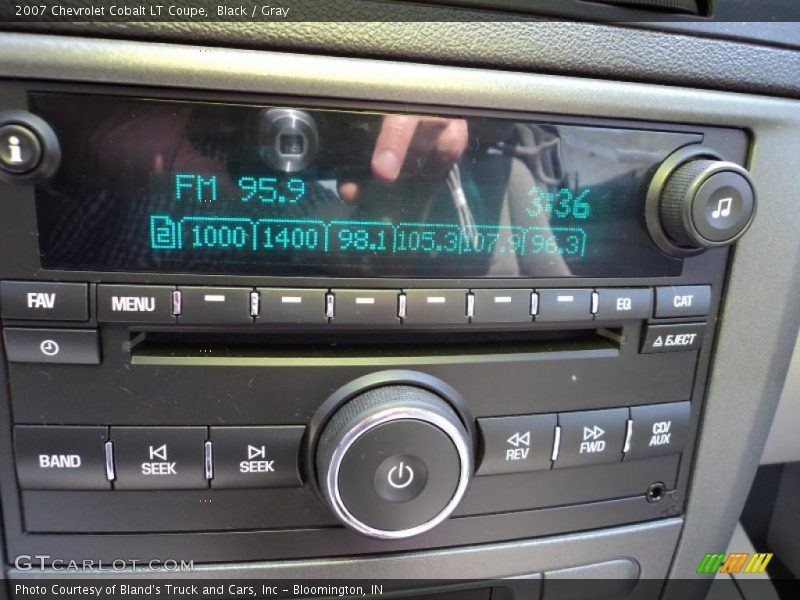 2007 Chevrolet Cobalt LT Coupe, Black / Gray
i
FM 95.9
3:36
2 1000 1400 98.1 105.3 107.9 96.3
FAV MENU EQ CAT
△ EJECT
BAND SEEK SEEK REV FWD CD/
AUX
GTCARLOT.COM
Photo Courtesy of Bland's Truck and Cars, Inc - Bloomington, IN